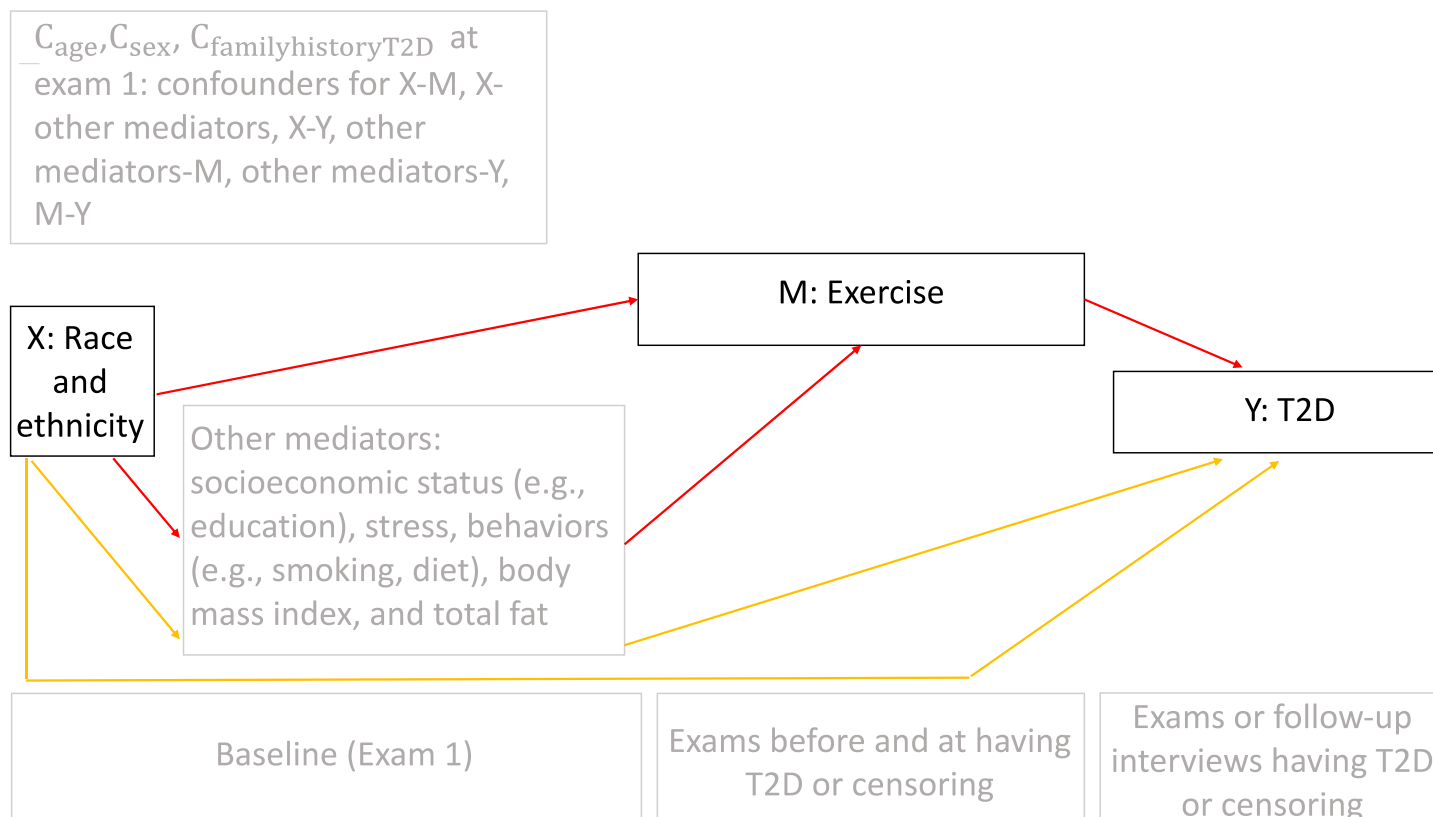 C_age,C_sex, C_familyhistoryT2D at
exam 1: confounders for X-M, X-
other mediators, X-Y, other
mediators-M, other mediators-Y,
M-Y
M: Exercise
X: Race
and
ethnicity
Y: T2D
Other mediators:
socioeconomic status (e.g.,
education), stress, behaviors
(e.g., smoking, diet), body
mass index, and total fat
Baseline (Exam 1)
Exams before and at having
T2D or censoring
Exams or follow-up
interviews having T2D
or censoring